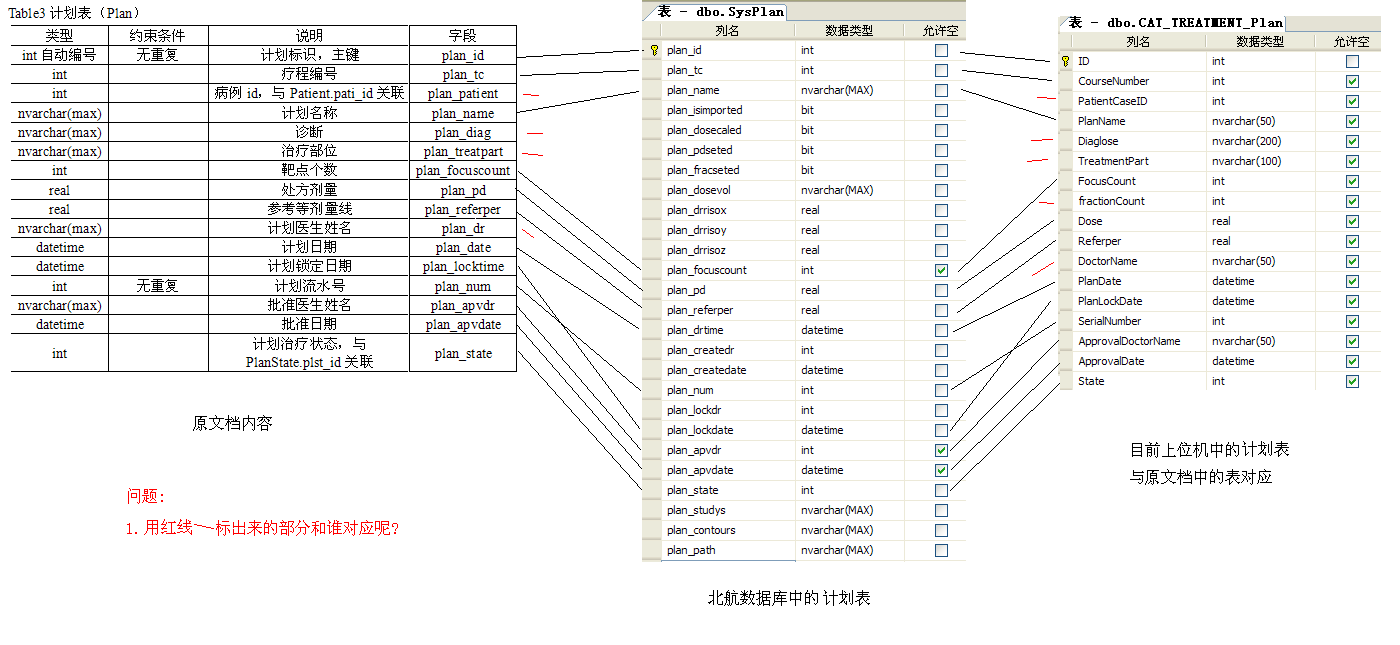 Table3 计划表（Plan）
类型 约束条件 说明 字段
int 自动编号 无重复 计划标识，主键 plan_id
int 疗程编号 plan_tc
int 病例 id，与 Patient.pati_id 关联 plan_patient
nvarchar(max) 计划名称 plan_name
nvarchar(max) 诊断 plan_diag
nvarchar(max) 治疗部位 plan_treatpart
int 靶点个数 plan_focuscount
real 处方剂量 plan_pd
real 参考等剂量线 plan_referper
nvarchar(max) 计划医生姓名 plan_dr
datetime 计划日期 plan_date
datetime 计划锁定日期 plan_locktime
int 无重复 计划流水号 plan_num
nvarchar(max) 批准医生姓名 plan_apvdr
datetime 批准日期 plan_apvdate
int 计划治疗状态，与
PlanState.plst_id 关联 plan_state
原文档内容
问题:
1.用红线~—标出来的部分和谁对应呢?
表 - dbo.SysPlan
列名 数据类型 允许空
plan_id int
plan_tc int
plan_name nvarchar(MAX)
plan_isimported bit
plan_dosecaled bit
plan_pdseted bit
plan_fracseted bit
plan_dosevol nvarchar(MAX)
plan_drrisox real
plan_drrisoy real
plan_drrisoz real
plan_focuscount int
plan_pd real
plan_referper real
plan_drtime datetime
plan_createdr int
plan_createdate datetime
plan_num int
plan_lockdr int
plan_lockdate datetime
plan_apvdr int
plan_apvdate datetime
plan_state int
plan_studys nvarchar(MAX)
plan_contours nvarchar(MAX)
plan_path nvarchar(MAX)
北航数据库中的 计划表
表 - dbo.CAT_TREATMENT_Plan
列名 数据类型 允许空
ID int
CourseNumber int
PatientCaseID int
PlanName nvarchar(50)
Diaglose nvarchar(200)
TreatmentPart nvarchar(100)
FocusCount int
fractionCount int
Dose real
Referper real
DoctorName nvarchar(50)
PlanDate datetime
PlanLockDate datetime
SerialNumber int
ApprovalDoctorName nvarchar(50)
ApprovalDate datetime
State int
目前上位机中的计划表
与原文档中的表对应